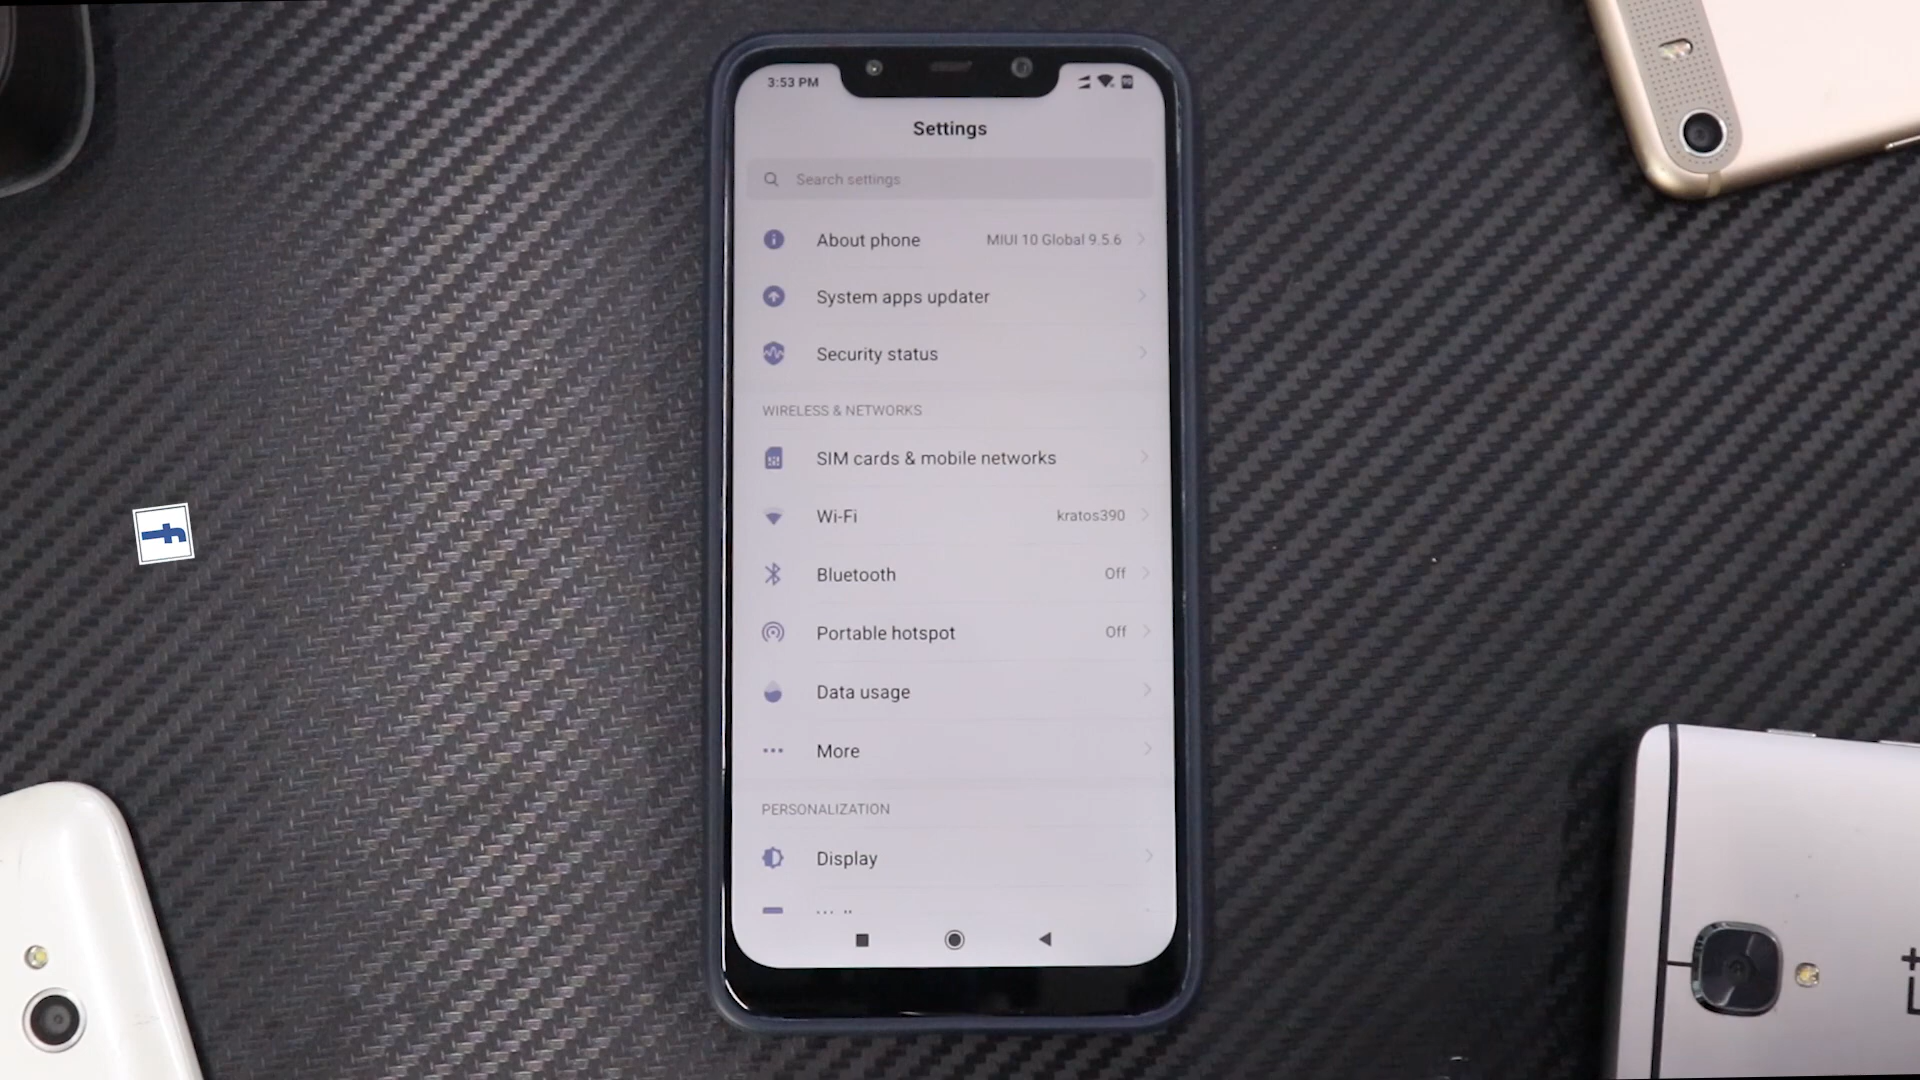 3:53 PM
Settings
Search settings
About phone MIUI 10 Global 9.5.6
System apps updater
Security status
WIRELESS & NETWORKS
SIM cards & mobile networks
Wi-Fi kratos390
Bluetooth Off
Portable hotspot Off
Data usage
More
PERSONALIZATION
Display
f